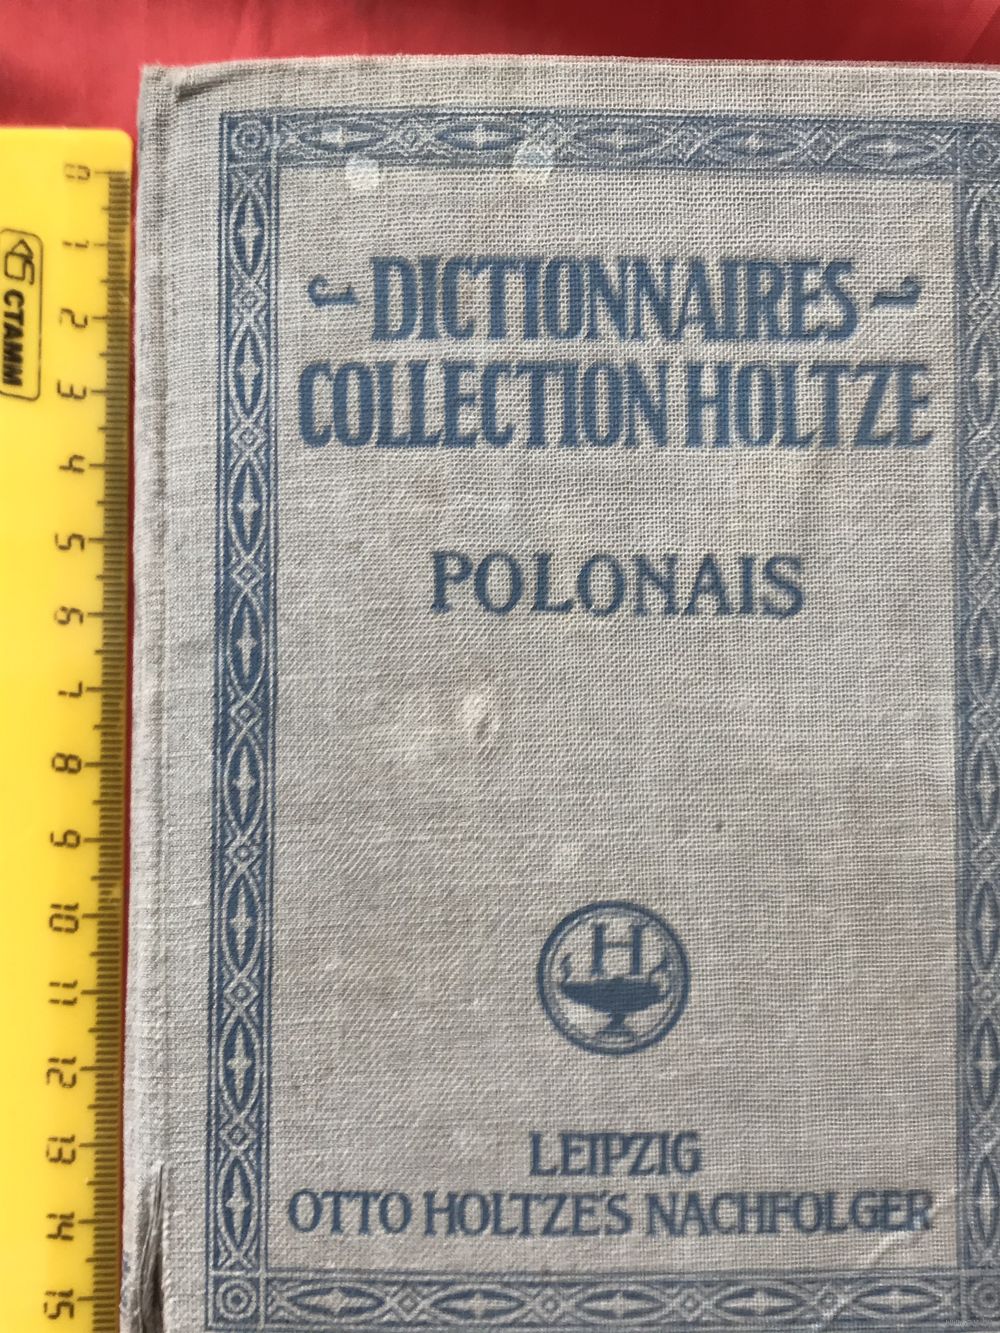 DICTIONNAIRES
COLLECTION HOLTZE
POLONAIS
H
LEIPZIG
OTTO HOLTZE'S NACHFOLGER
0
1
2
3
4
5
6
7
8
9
10
11
12
13
14
15
СТАММ